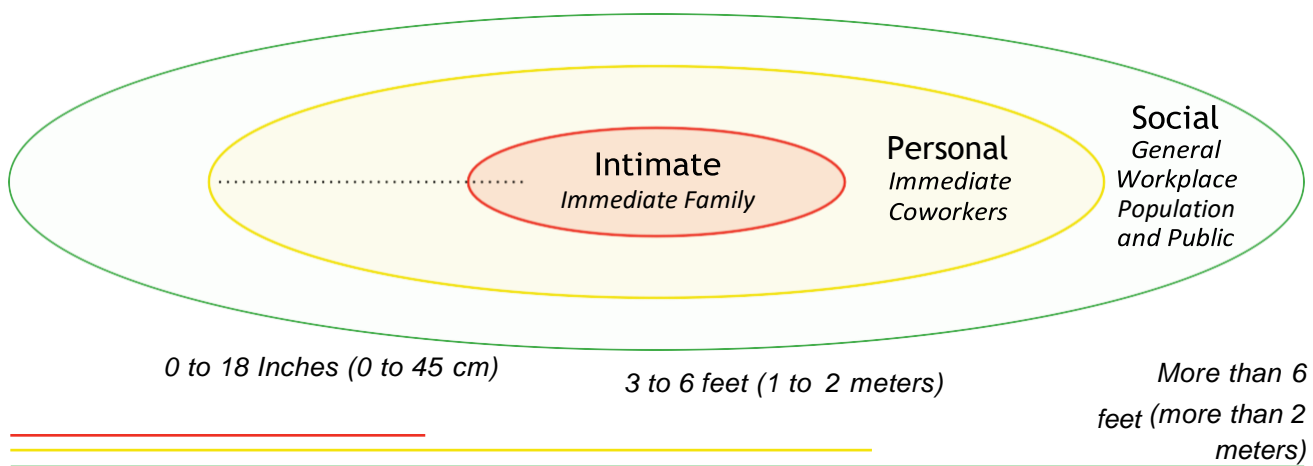 Intimate
Immediate Family
Personal
Immediate
Coworkers
Social
General
Workplace
Population
and Public
0 to 18 Inches (0 to 45 cm)
3 to 6 feet (1 to 2 meters)
More than 6
feet (more than 2
meters)